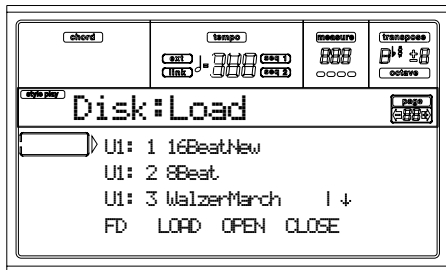 chord tempo measure transpose
ext seq 1
link seq 2
octave
style play Disk:Load page
U1: 1 16BeatNew
U1: 2 8Beat
U1: 3 WalzerMarch
FD LOAD OPEN CLOSE